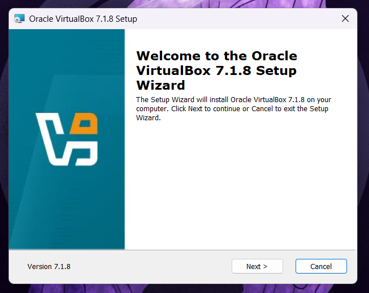 Oracle VirtualBox 7.1.8 Setup
Welcome to the Oracle
VirtualBox 7.1.8 Setup
Wizard
The Setup Wizard will install Oracle VirtualBox 7.1.8 on your
computer. Click Next to continue or Cancel to exit the Setup
Wizard.
Version 7.1.8
Next >
Cancel